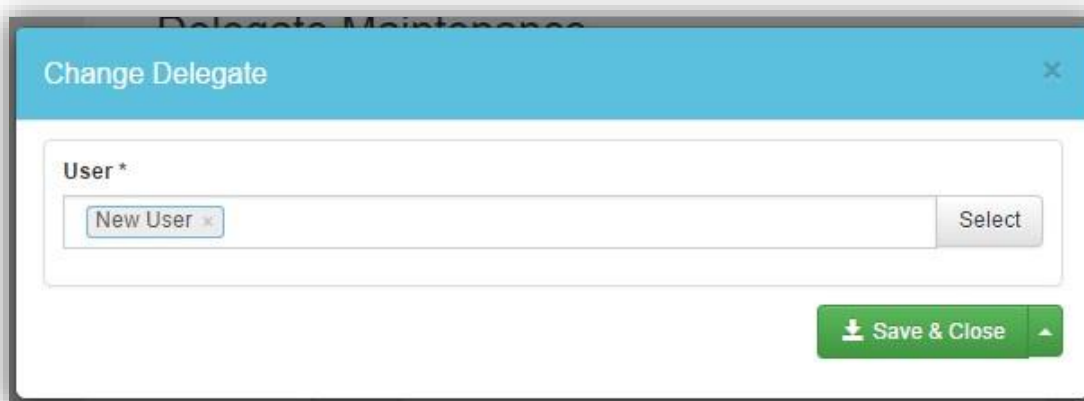 Delegate Maintenance
Change Delegate ×
User *
New User × Select
Save & Close